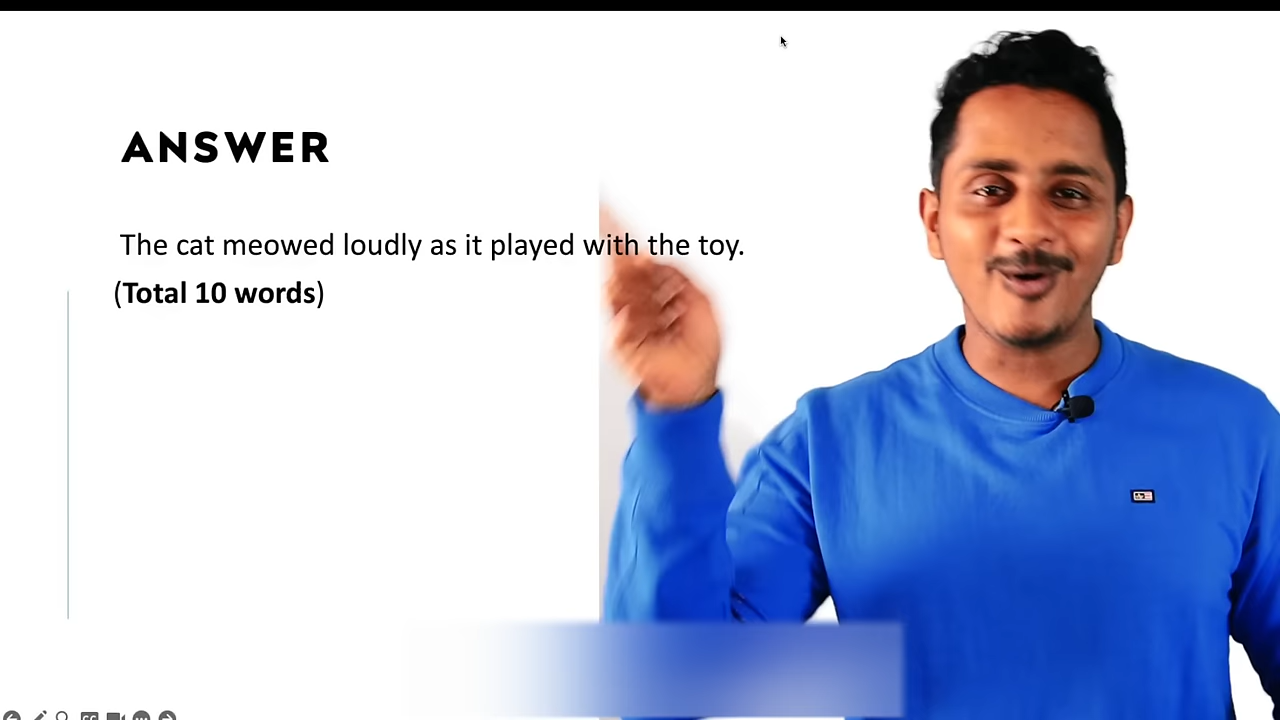 ANSWER
The cat meowed loudly as it played with the toy.
(Total 10 words)